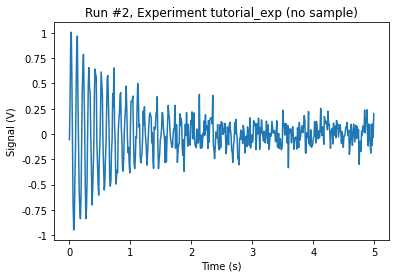 Run #2, Experiment tutorial_exp (no sample)
1
0.75
0.5
0.25
0
-0.25
-0.5
-0.75
-1
Signal (V)
0 1 2 3 4 5
Time (s)